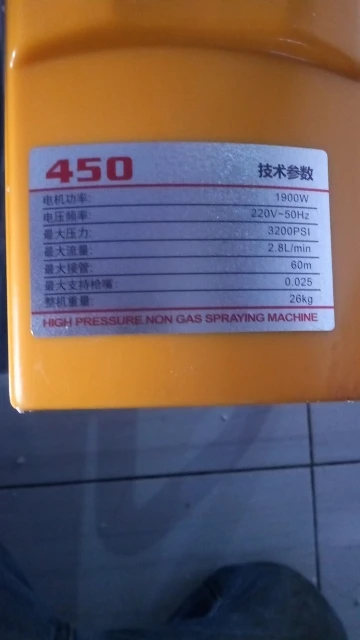 450 技术参数
电机功率: 1900W
电压频率: 220V~50Hz
最大压力: 3200PSI
最大流量: 2.8L/min
最大接管: 60m
最大支持枪嘴: 0.025
整机重量: 26kg
HIGH PRESSURE NON GAS SPRAYING MACHINE